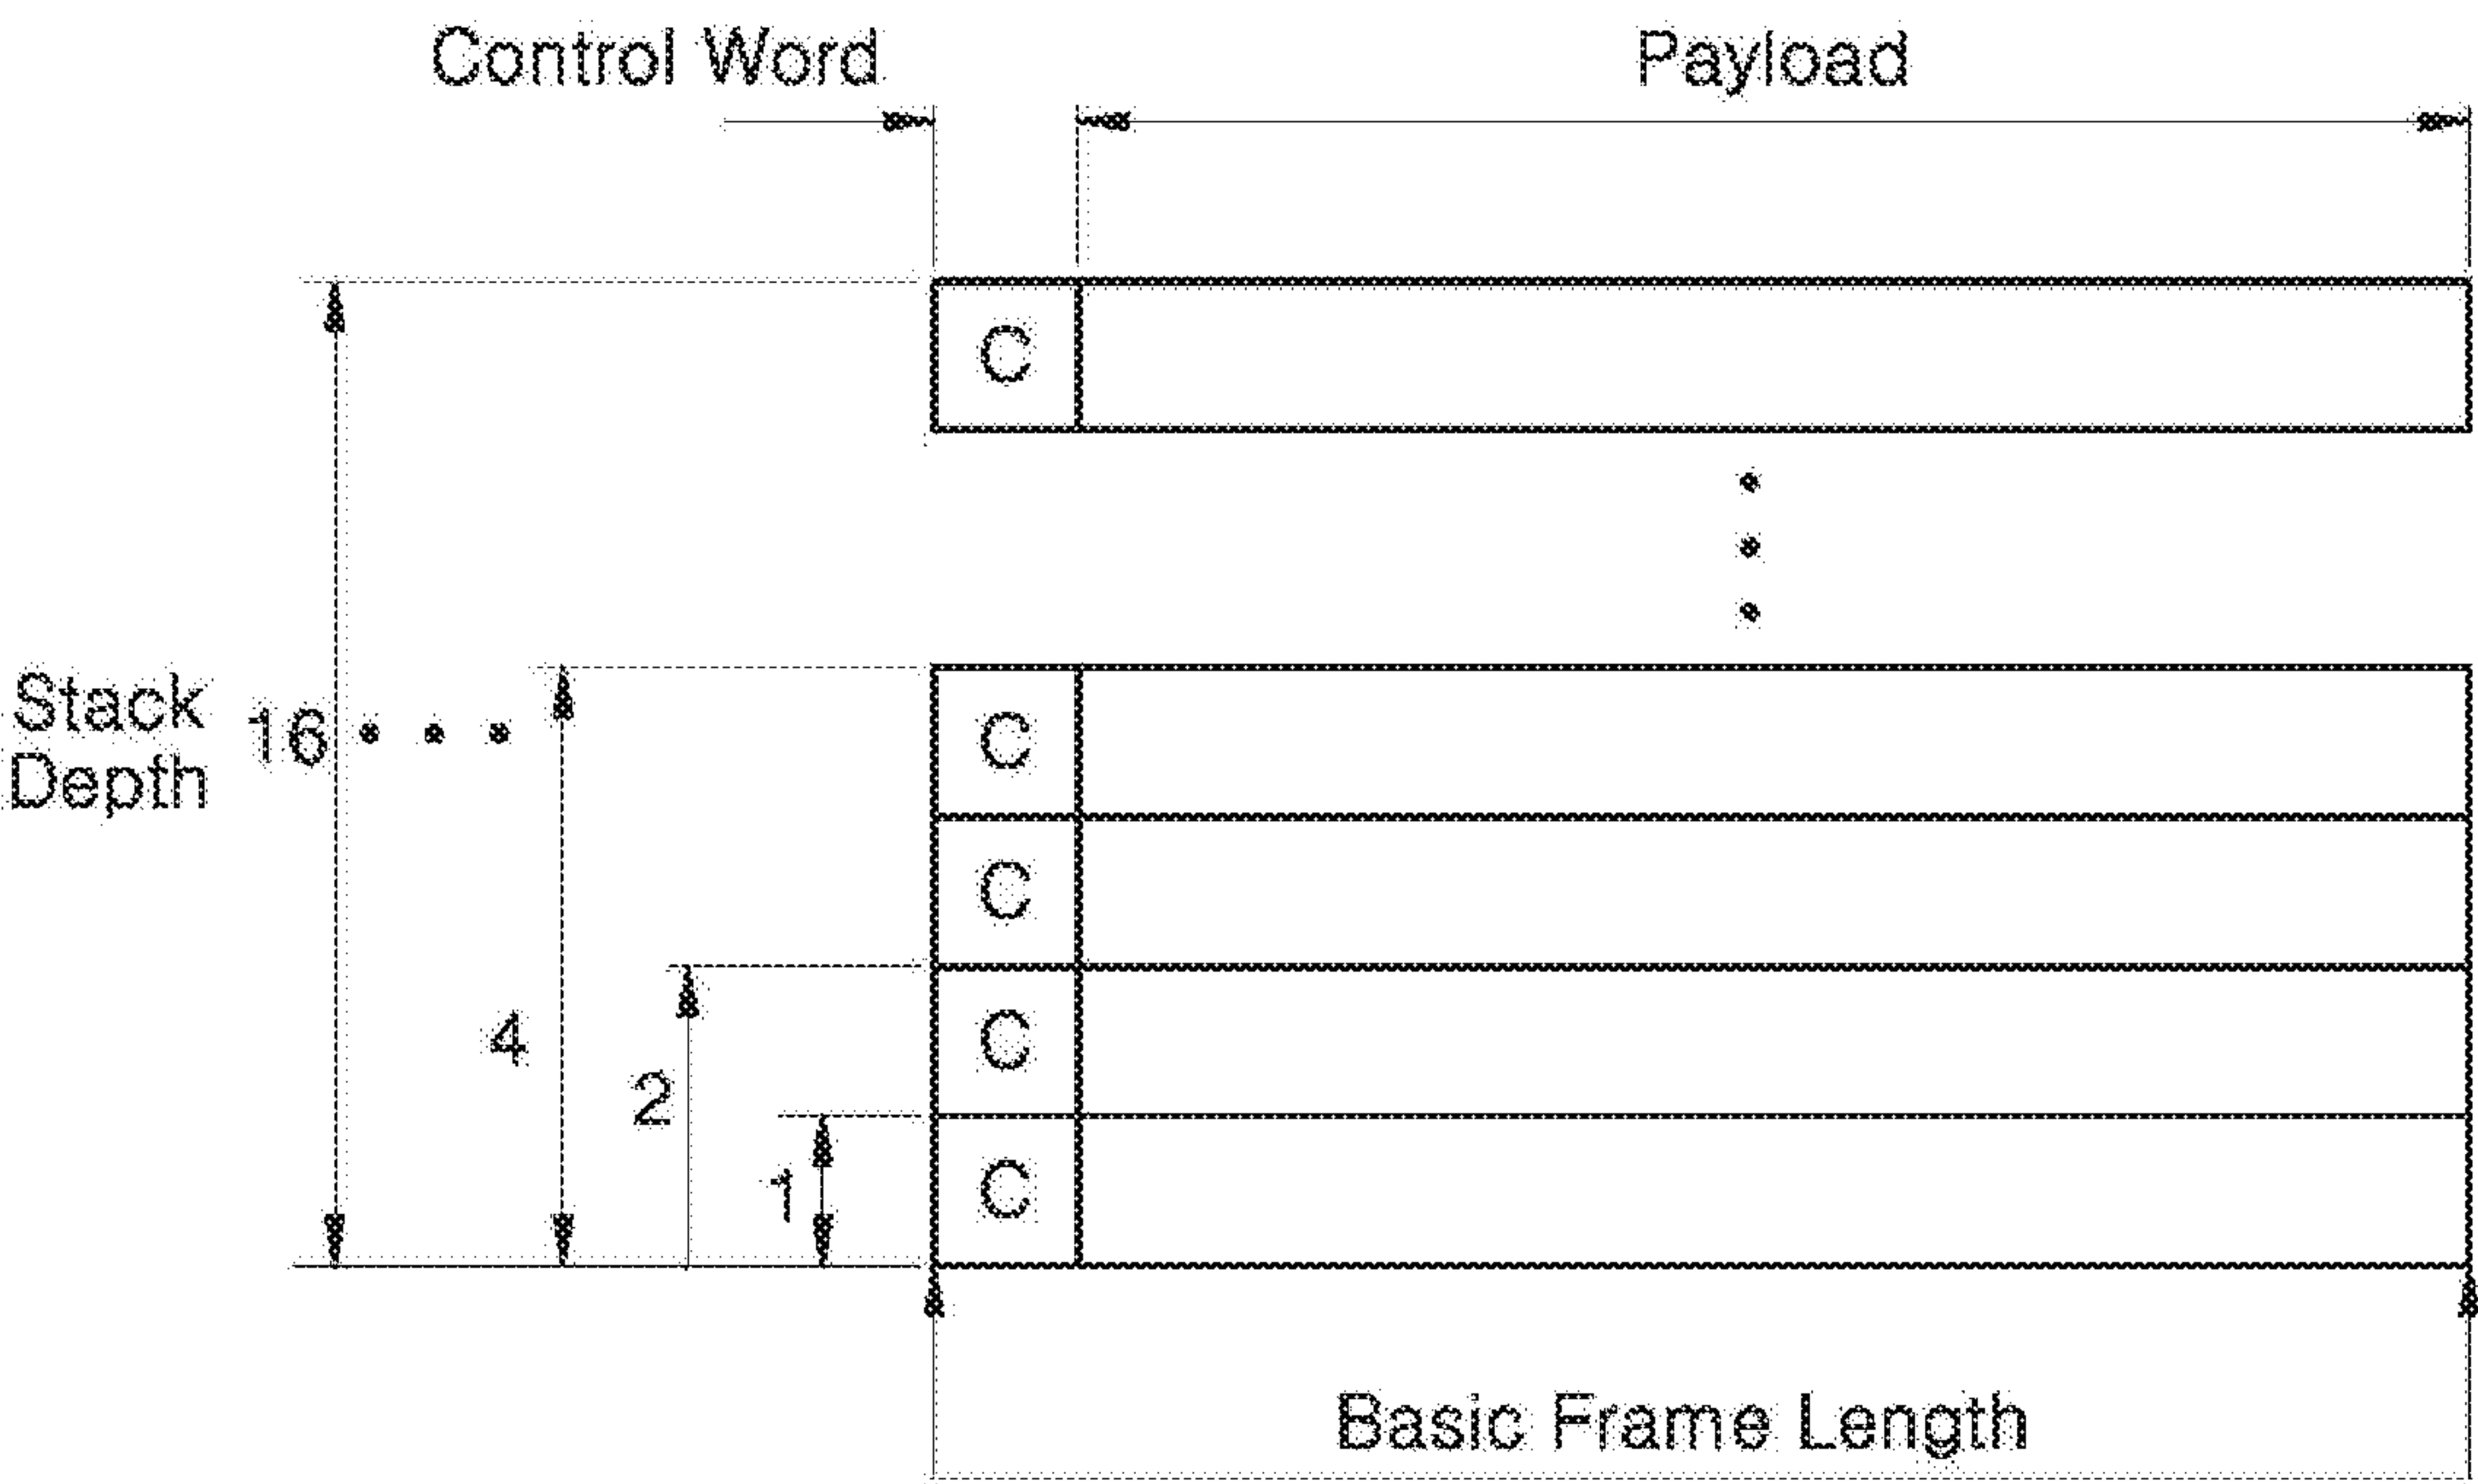 Control Word
Payload
C
Stack
Depth
16
C
C
4
C
2
1
C
Basic Frame Length